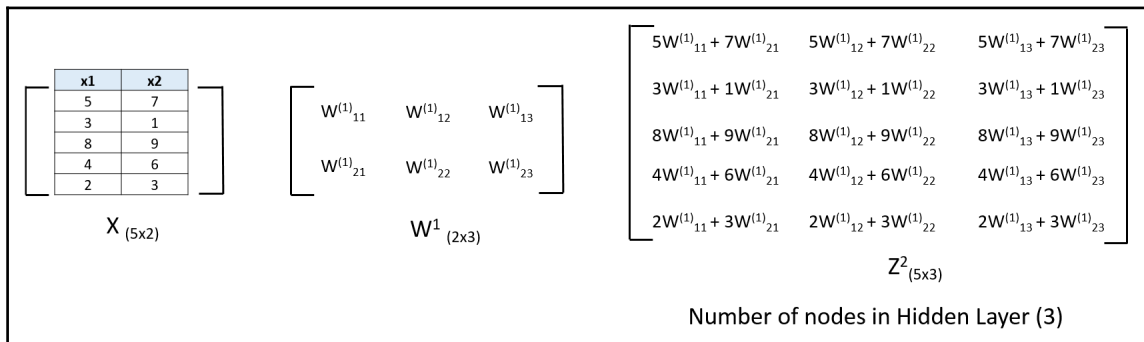 x1 x2
5 7
3 1
8 9
4 6
2 3
X (5x2)
W(1)11 W(1)12 W(1)13
W(1)21 W(1)22 W(1)23
W1 (2x3)
5W(1)11 + 7W(1)21 5W(1)12 + 7W(1)22 5W(1)13 + 7W(1)23
3W(1)11 + 1W(1)21 3W(1)12 + 1W(1)22 3W(1)13 + 1W(1)23
8W(1)11 + 9W(1)21 8W(1)12 + 9W(1)22 8W(1)13 + 9W(1)23
4W(1)11 + 6W(1)21 4W(1)12 + 6W(1)22 4W(1)13 + 6W(1)23
2W(1)11 + 3W(1)21 2W(1)12 + 3W(1)22 2W(1)13 + 3W(1)23
Z2(5x3)
Number of nodes in Hidden Layer (3)